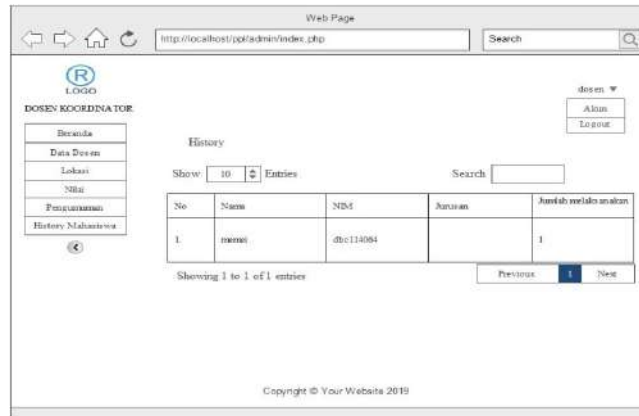 Web Page
http://localhost/ppl/admin/index.php
Search
R
LOGO
DOSEN KOORDINATOR
dosen
Akun
Logout
Beranda
Data Dosen
Lokasi
Nilai
Pengumuman
History Mahasiswa
History
Show 10 Entries
Search
No Nama NIM Jurusan Jumlah melaksanakan
1. memei dbc114064 1
Showing 1 to 1 of 1 entries
Previous 1 Next
Copyright © Your Website 2019